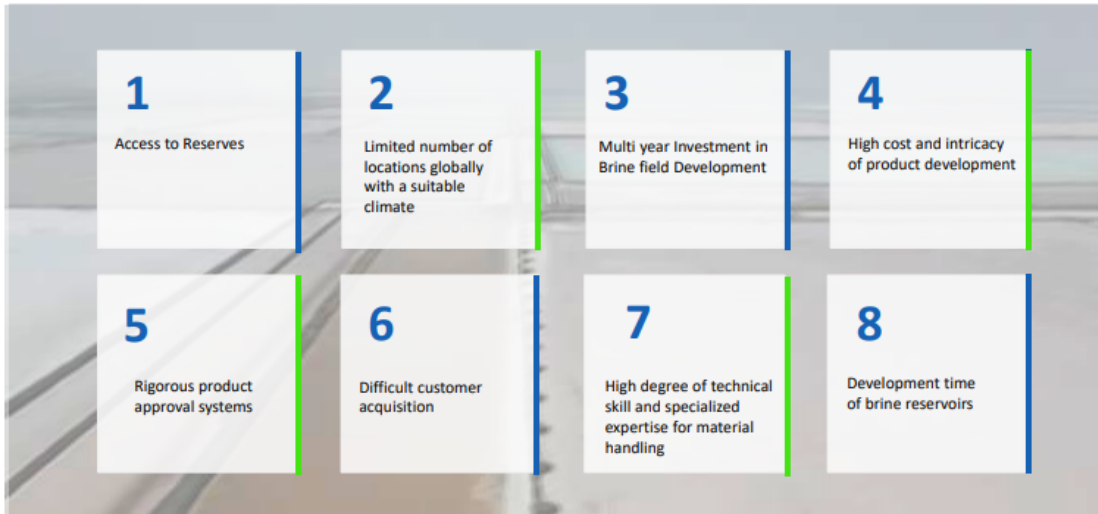 1
Access to Reserves
2
Limited number of
locations globally
with a suitable
climate
3
Multi year Investment in
Brine field Development
4
High cost and intricacy
of product development
5
Rigorous product
approval systems
6
Difficult customer
acquisition
7
High degree of technical
skill and specialized
expertise for material
handling
8
Development time
of brine reservoirs